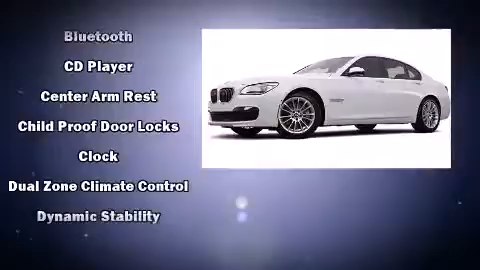 Bluetooth
CD Player
Center Arm Rest
Child Proof Door Locks
Clock
Dual Zone Climate Control
Dynamic Stability